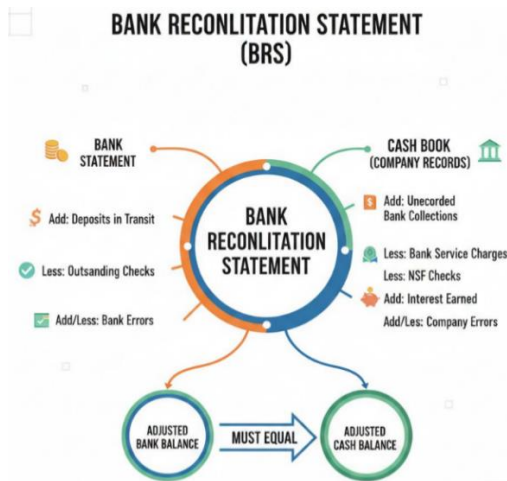 BANK RECONLITATION STATEMENT
(BRS)
BANK
STATEMENT
Add: Deposits in Transit
Less: Outsanding Checks
Add/Less: Bank Errors
BANK
RECONLITATION
STATEMENT
CASH BOOK
(COMPANY RECORDS)
Add: Unecorded
Bank Collections
Less: Bank Service Charges
Less: NSF Checks
Add: Interest Earned
Add/Les: Company Errors
ADJUSTED
BANK BALANCE
MUST EQUAL
ADJUSTED
CASH BALANCE